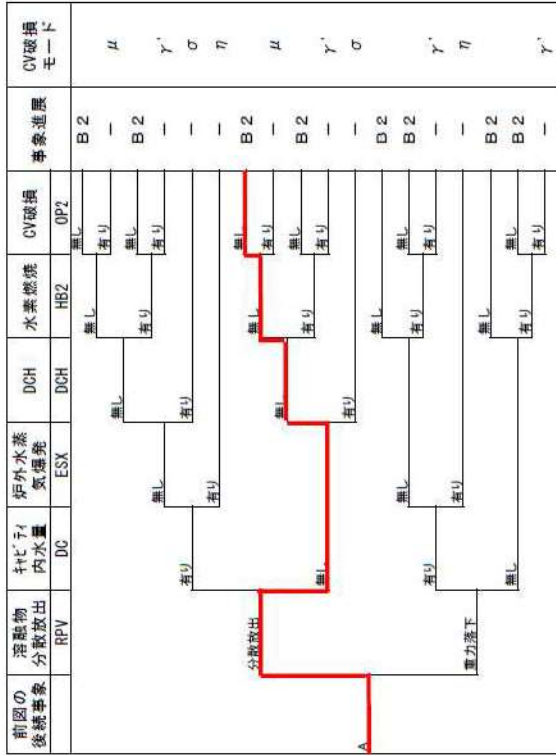 前図の
後続事象
溶融物
分散放出
キャビティ
内水量
炉外水蒸
気爆発
DCH
水素燃焼
CV破損
事象進展
CV破損
モード
RPV
DC
ESX
DCH
HB2
OP2
無し B2
無し
有り － μ
無し
無し B2
有り
無し 有り － γ'
有り 有り － σ
有り － η
無し B2
分散放出 無し
有り － μ
無し
無し B2
有り
無し 有り － γ'
有り － σ
A
無し B2
無し 無し B2
有り
有り 有り － γ'
有り － η
重力落下
無し B2
無し 無し B2
有り
有り － γ'